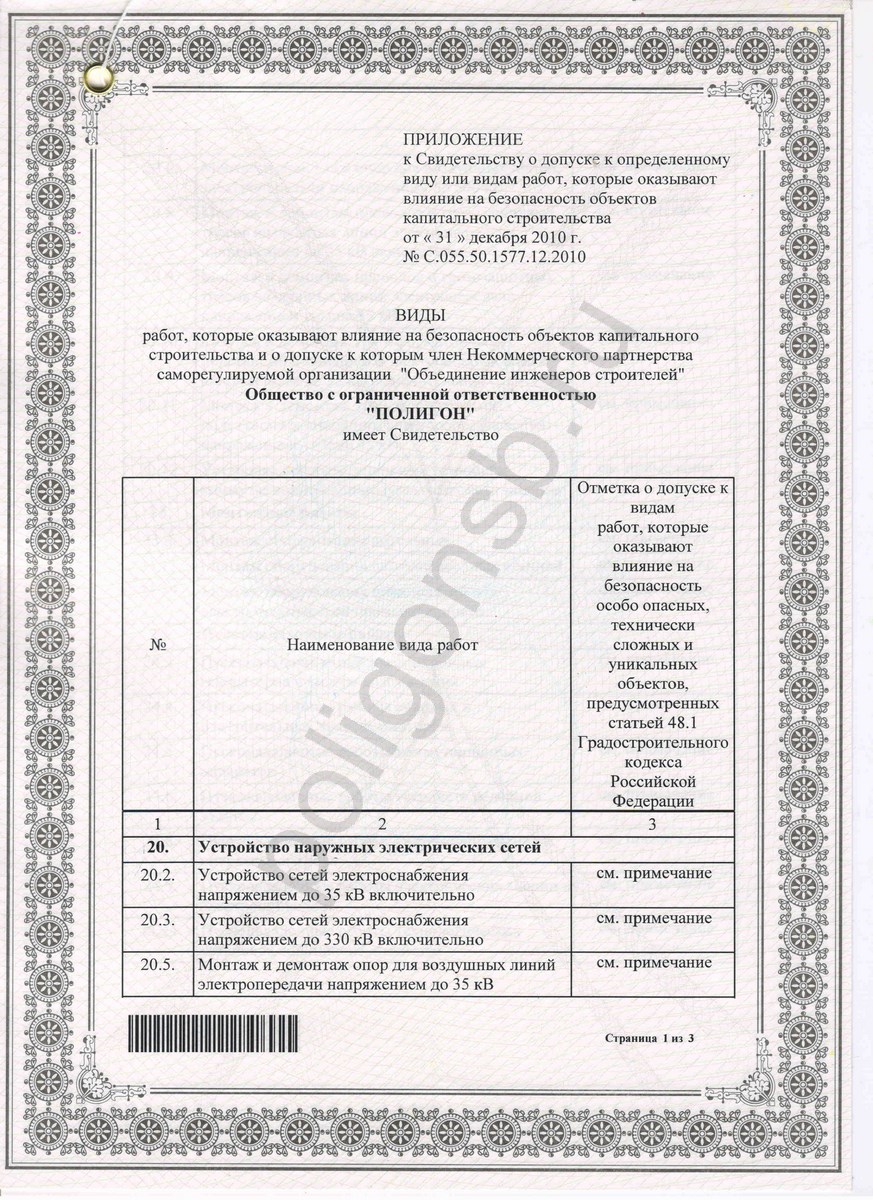 ПРИЛОЖЕНИЕ
к Свидетельству о допуске к определенному
виду или видам работ, которые оказывают
влияние на безопасность объектов
капитального строительства
от « 31 » декабря 2010 г.
№ С.055.50.1577.12.2010
ВИДЫ
работ, которые оказывают влияние на безопасность объектов капитального
строительства и о допуске к которым член Некоммерческого партнерства
саморегулируемой организации "Объединение инженеров строителей"
Общество с ограниченной ответственностью
"ПОЛИГОН"
имеет Свидетельство
№
Наименование вида работ
Отметка о допуске к
видам
работ, которые
оказывают
влияние на
безопасность
особо опасных,
технически
сложных и
уникальных
объектов,
предусмотренных
статьей 48.1
Градостроительного
кодекса
Российской
Федерации
1 2 3
20. Устройство наружных электрических сетей
20.2. Устройство сетей электроснабжения см. примечание
напряжением до 35 кВ включительно
20.3. Устройство сетей электроснабжения см. примечание
напряжением до 330 кВ включительно
20.5. Монтаж и демонтаж опор для воздушных линий см. примечание
электропередачи напряжением до 35 кВ
Страница 1 из 3
poligonsb.ru